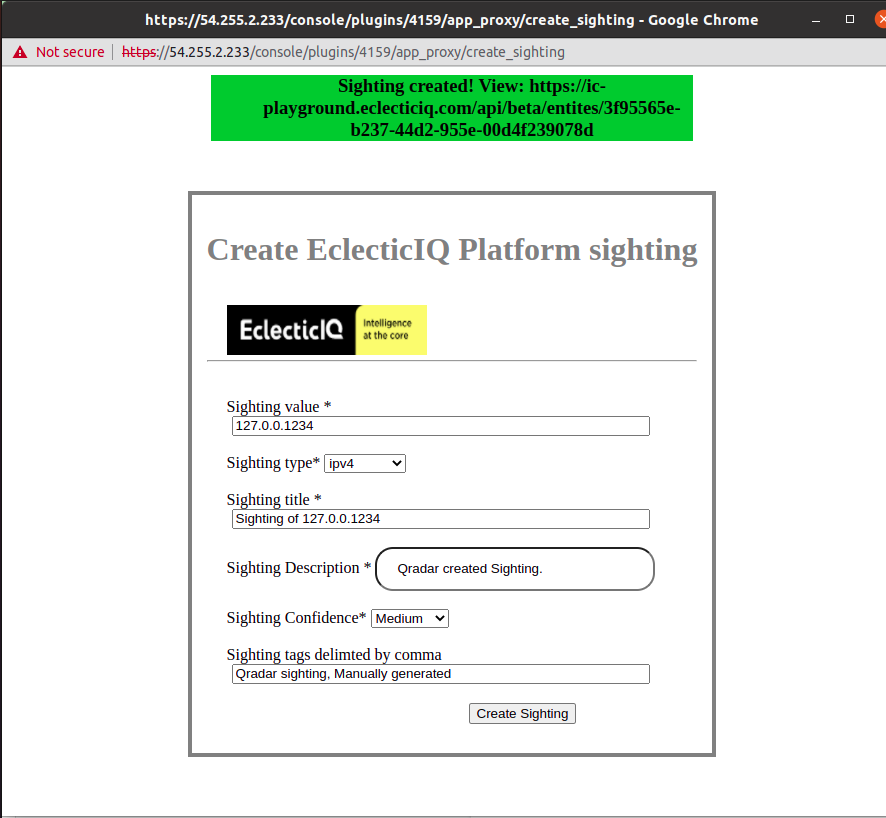 https://54.255.2.233/console/plugins/4159/app_proxy/create_sighting - Google Chrome
Not secure https://54.255.2.233/console/plugins/4159/app_proxy/create_sighting
Sighting created! View: https://ic-
playground.eclecticiq.com/api/beta/entites/3f95565e-
b237-44d2-955e-00d4f239078d
Create EclecticIQ Platform sighting
EclecticIQ Intelligence
at the core
Sighting value *
127.0.0.1234
Sighting type* ipv4
Sighting title *
Sighting of 127.0.0.1234
Sighting Description * Qradar created Sighting.
Sighting Confidence* Medium
Sighting tags delimted by comma
Qradar sighting, Manually generated
Create Sighting